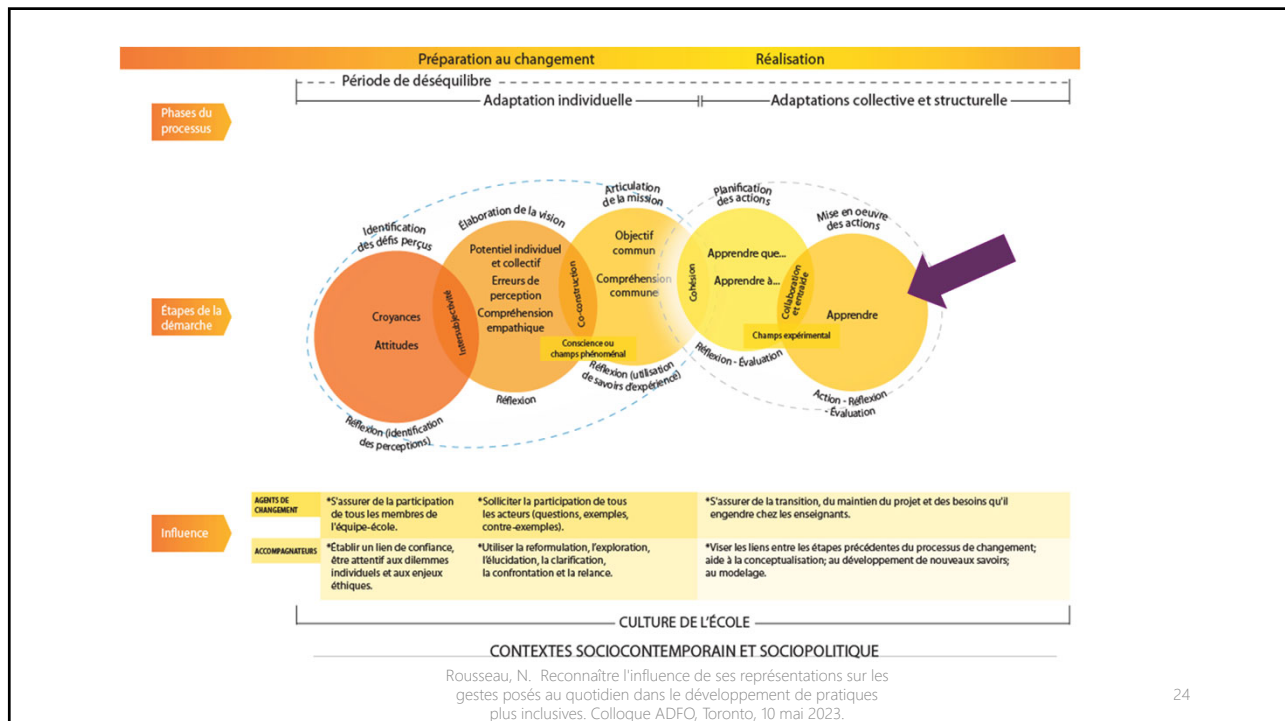 Préparation au changement
Réalisation
Période de déséquilibre
Adaptation individuelle
Adaptations collective et structurelle
Phases du
processus
Étapes de la
démarche
Identification
des défis perçus
Croyances
Attitudes
Réflexion (identification
des perceptions)
Intersubjectivité
Élaboration de la vision
Potentiel individuel
et collectif
Erreurs de
perception
Compréhension
empathique
Réflexion
Co-construction
Conscience ou
champs phénoménal
Articulation
de la mission
Objectif
commun
Compréhension
commune
Réflexion (utilisation
de savoirs d'expérience)
Cohésion
Planification
des actions
Apprendre que...
Apprendre à...
Réflexion - Évaluation
Collaboration
et entraide
Champs expérimental
Mise en oeuvre
des actions
Apprendre
Action - Réflexion
- Évaluation
Influence
AGENTS DE
CHANGEMENT
*S'assurer de la participation
de tous les membres de
l'équipe-école.
*Solliciter la participation de tous
les acteurs (questions, exemples,
contre-exemples).
*S'assurer de la transition, du maintien du projet et des besoins qu'il
engendre chez les enseignants.
ACCOMPAGNATEURS
*Établir un lien de confiance,
être attentif aux dilemmes
individuels et aux enjeux
éthiques.
*Utiliser la reformulation, l'exploration,
l'élucidation, la clarification,
la confrontation et la relance.
*Viser les liens entre les étapes précédentes du processus de changement;
aide à la conceptualisation; au développement de nouveaux savoirs;
au modelage.
CULTURE DE L'ÉCOLE
CONTEXTES SOCIOCONTEMPORAIN ET SOCIOPOLITIQUE
Rousseau, N. Reconnaître l'influence de ses représentations sur les
gestes posés au quotidien dans le développement de pratiques
plus inclusives. Colloque ADFO, Toronto, 10 mai 2023.
24